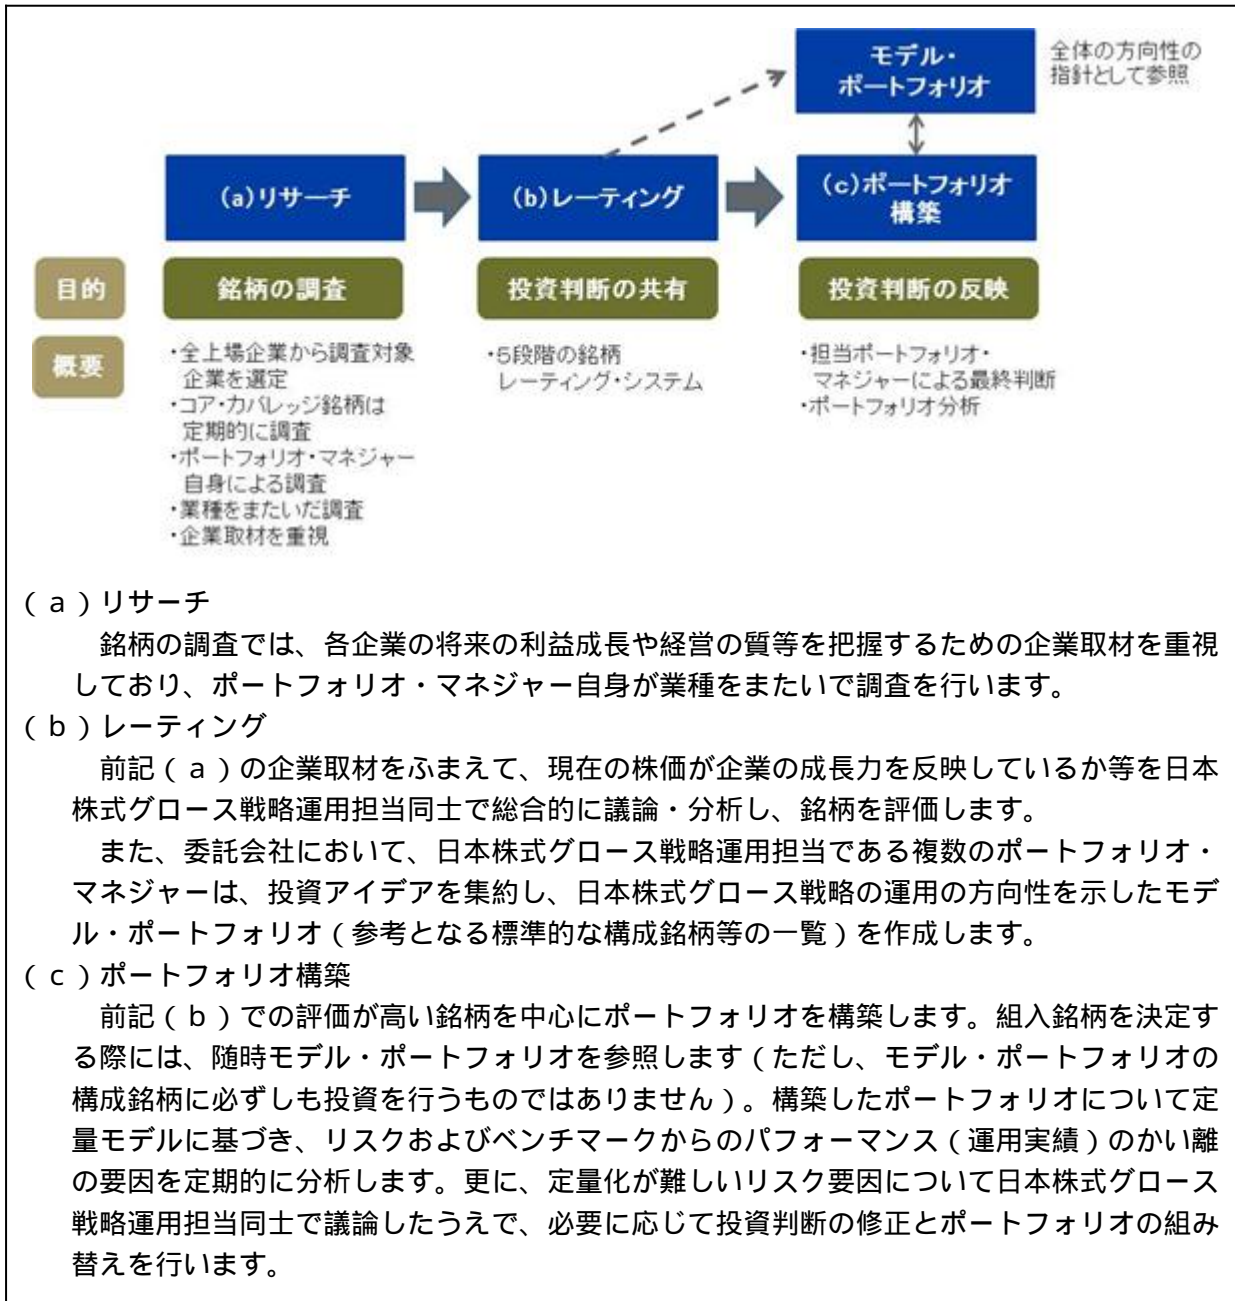 モデル・
ポートフォリオ
全体の方向性の
指針として参照
(a)リサーチ
(b)レーティング
(c)ポートフォリオ
構築
目的
銘柄の調査
投資判断の共有
投資判断の反映
概要
・全上場企業から調査対象
企業を選定
・コア・カバレッジ銘柄は
定期的に調査
・ポートフォリオ・マネジャー
自身による調査
・業種をまたいだ調査
・企業取材を重視
・5段階の銘柄
レーティング・システム
・担当ポートフォリオ・
マネジャーによる最終判断
・ポートフォリオ分析
(a)リサーチ
銘柄の調査では、各企業の将来の利益成長や経営の質等を把握するための企業取材を重視
しており、ポートフォリオ・マネジャー自身が業種をまたいで調査を行います。
(b)レーティング
前記(a)の企業取材をふまえて、現在の株価が企業の成長力を反映しているか等を日本
株式グロース戦略運用担当同士で総合的に議論・分析し、銘柄を評価します。
また、委託会社において、日本株式グロース戦略運用担当である複数のポートフォリオ・
マネジャーは、投資アイデアを集約し、日本株式グロース戦略の運用の方向性を示したモデ
ル・ポートフォリオ(参考となる標準的な構成銘柄等の一覧)を作成します。
(c)ポートフォリオ構築
前記(b)での評価が高い銘柄を中心にポートフォリオを構築します。組入銘柄を決定す
る際には、随時モデル・ポートフォリオを参照します(ただし、モデル・ポートフォリオの
構成銘柄に必ずしも投資を行うものではありません)。構築したポートフォリオについて定
量モデルに基づき、リスクおよびベンチマークからのパフォーマンス(運用実績)のかい離
の要因を定期的に分析します。更に、定量化が難しいリスク要因について日本株式グロース
戦略運用担当同士で議論したうえで、必要に応じて投資判断の修正とポートフォリオの組み
替えを行います。